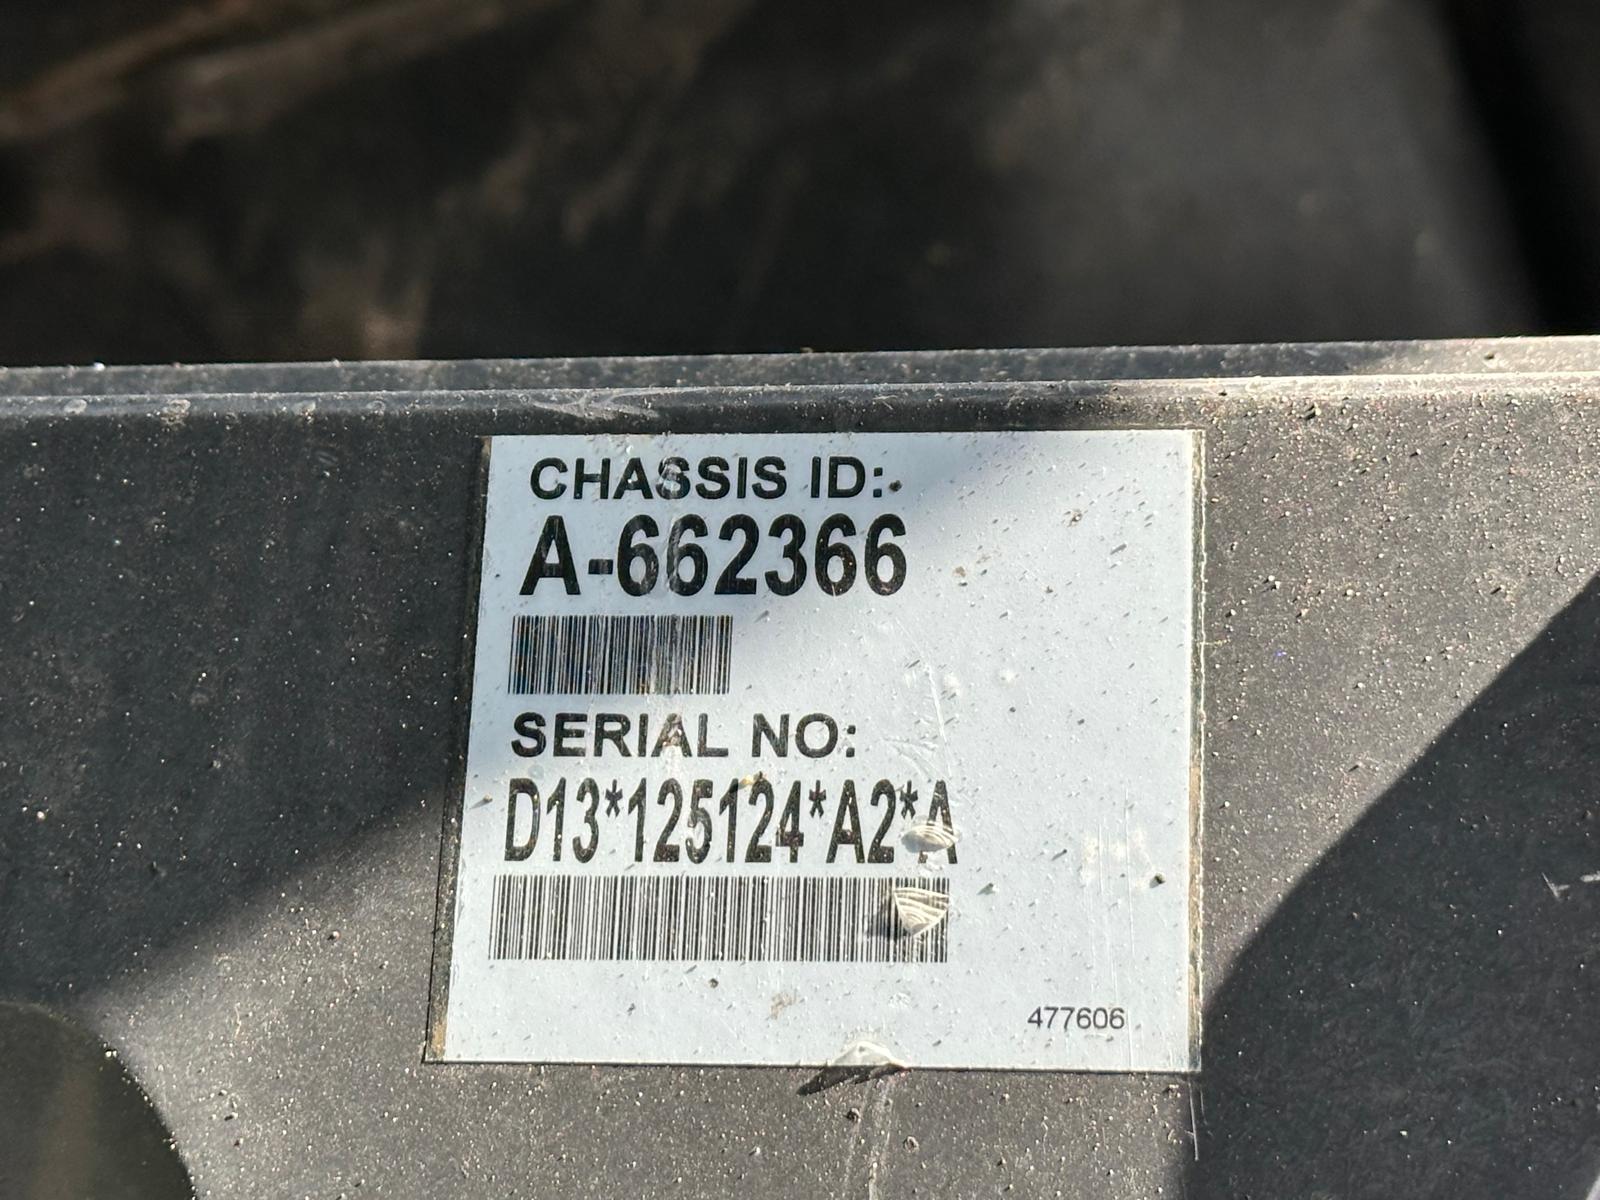 CHASSIS ID:
A-662366
SERIAL NO:
D13*125124*A2*A
477606